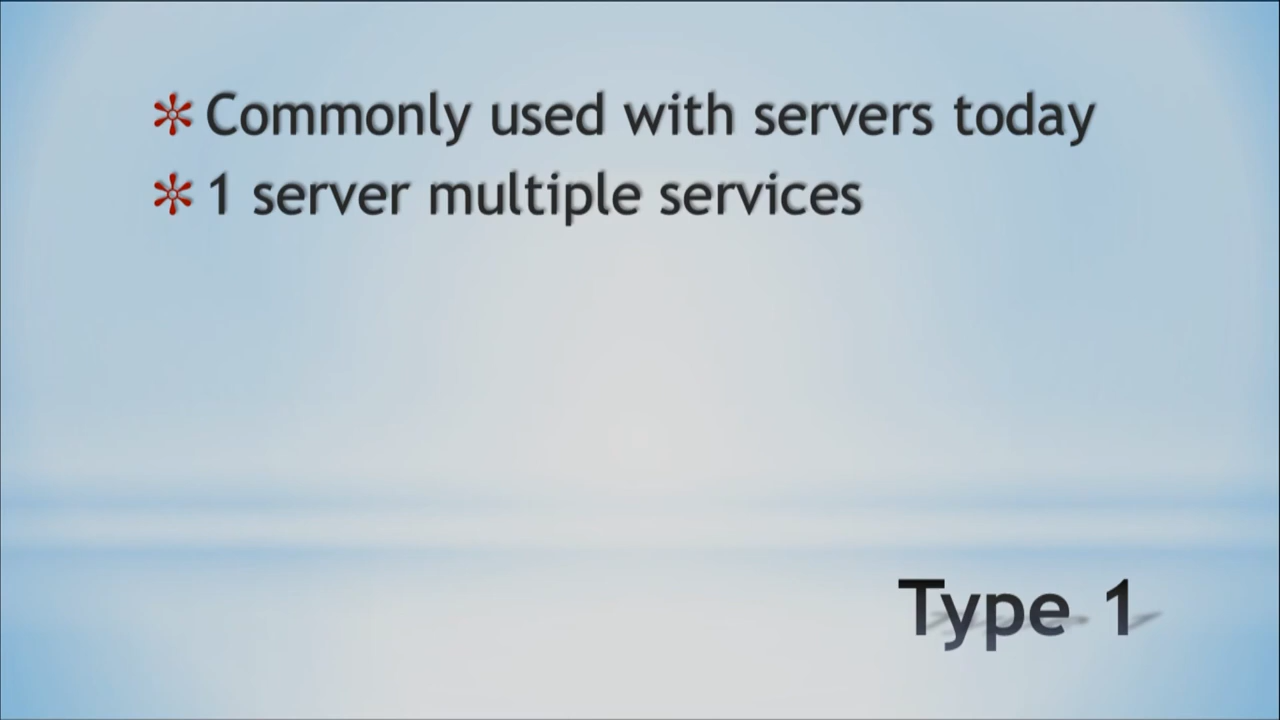 Commonly used with servers today
1 server multiple services
Type 1